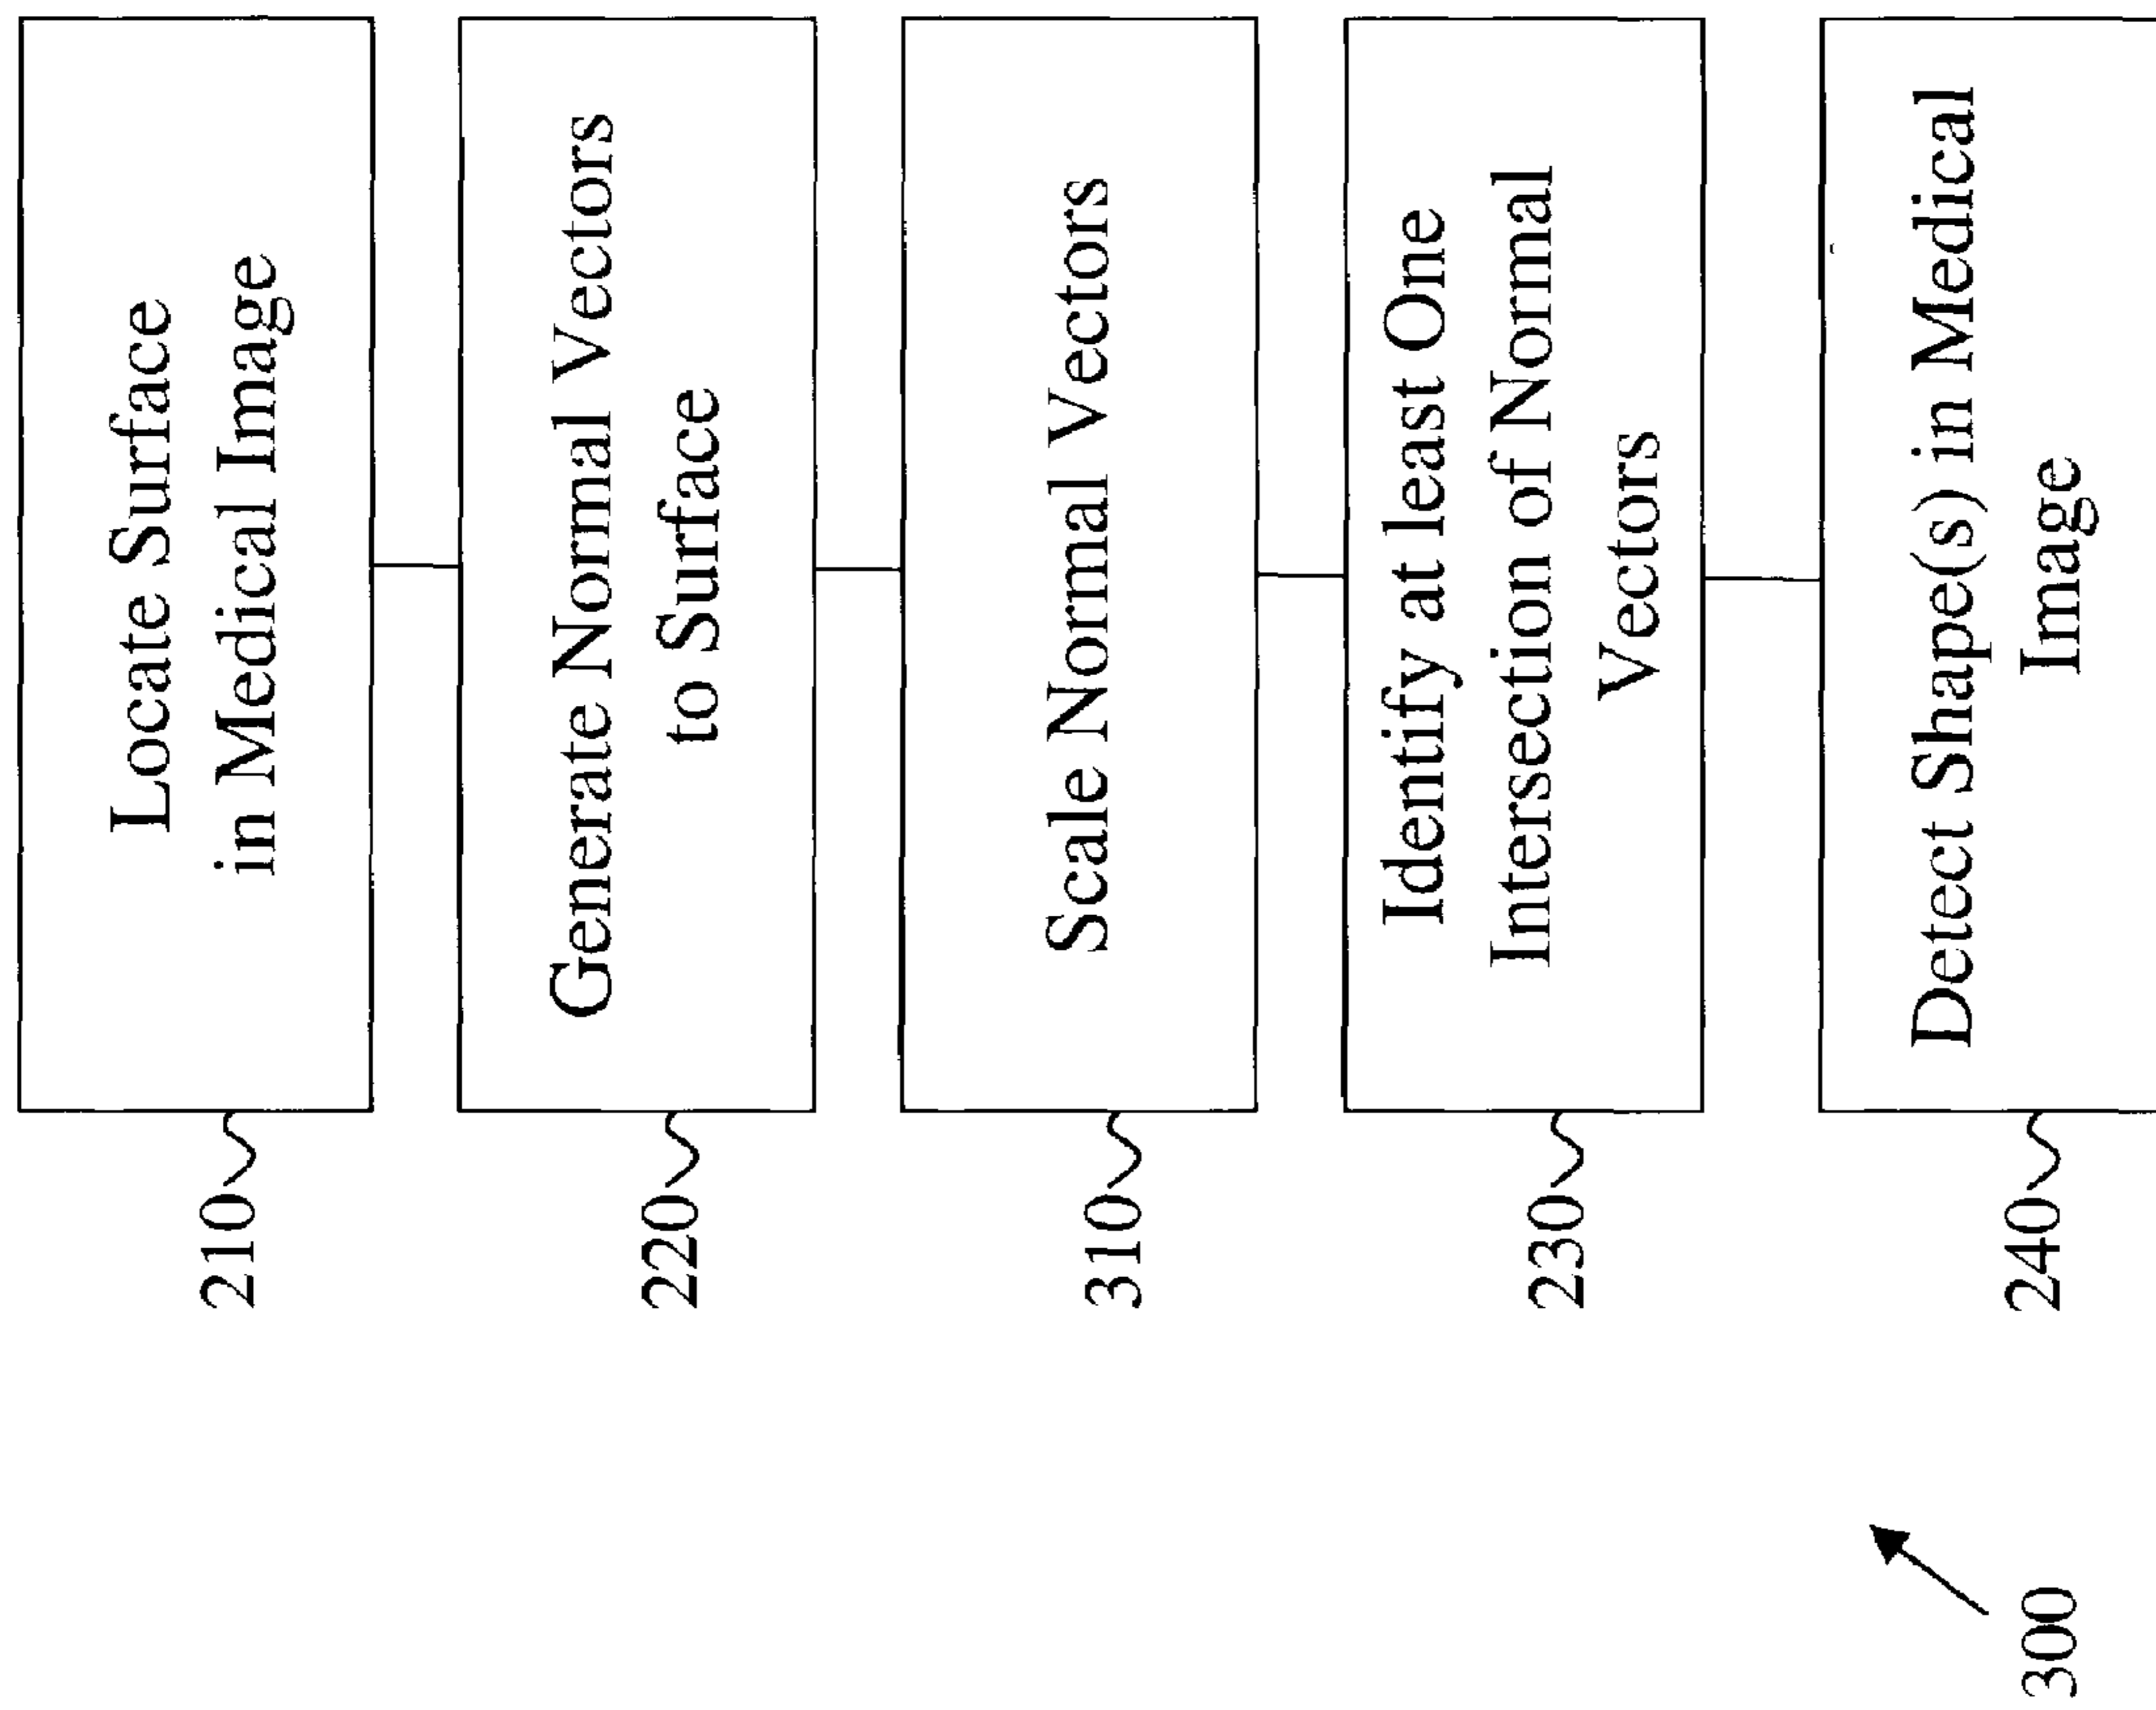 210
Locate Surface
in Medical Image
220
Generate Normal Vectors
to Surface
310
Scale Normal Vectors
230
Identify at least One
Intersection of Normal
Vectors
240
Detect Shape(s) in Medical
Image
300